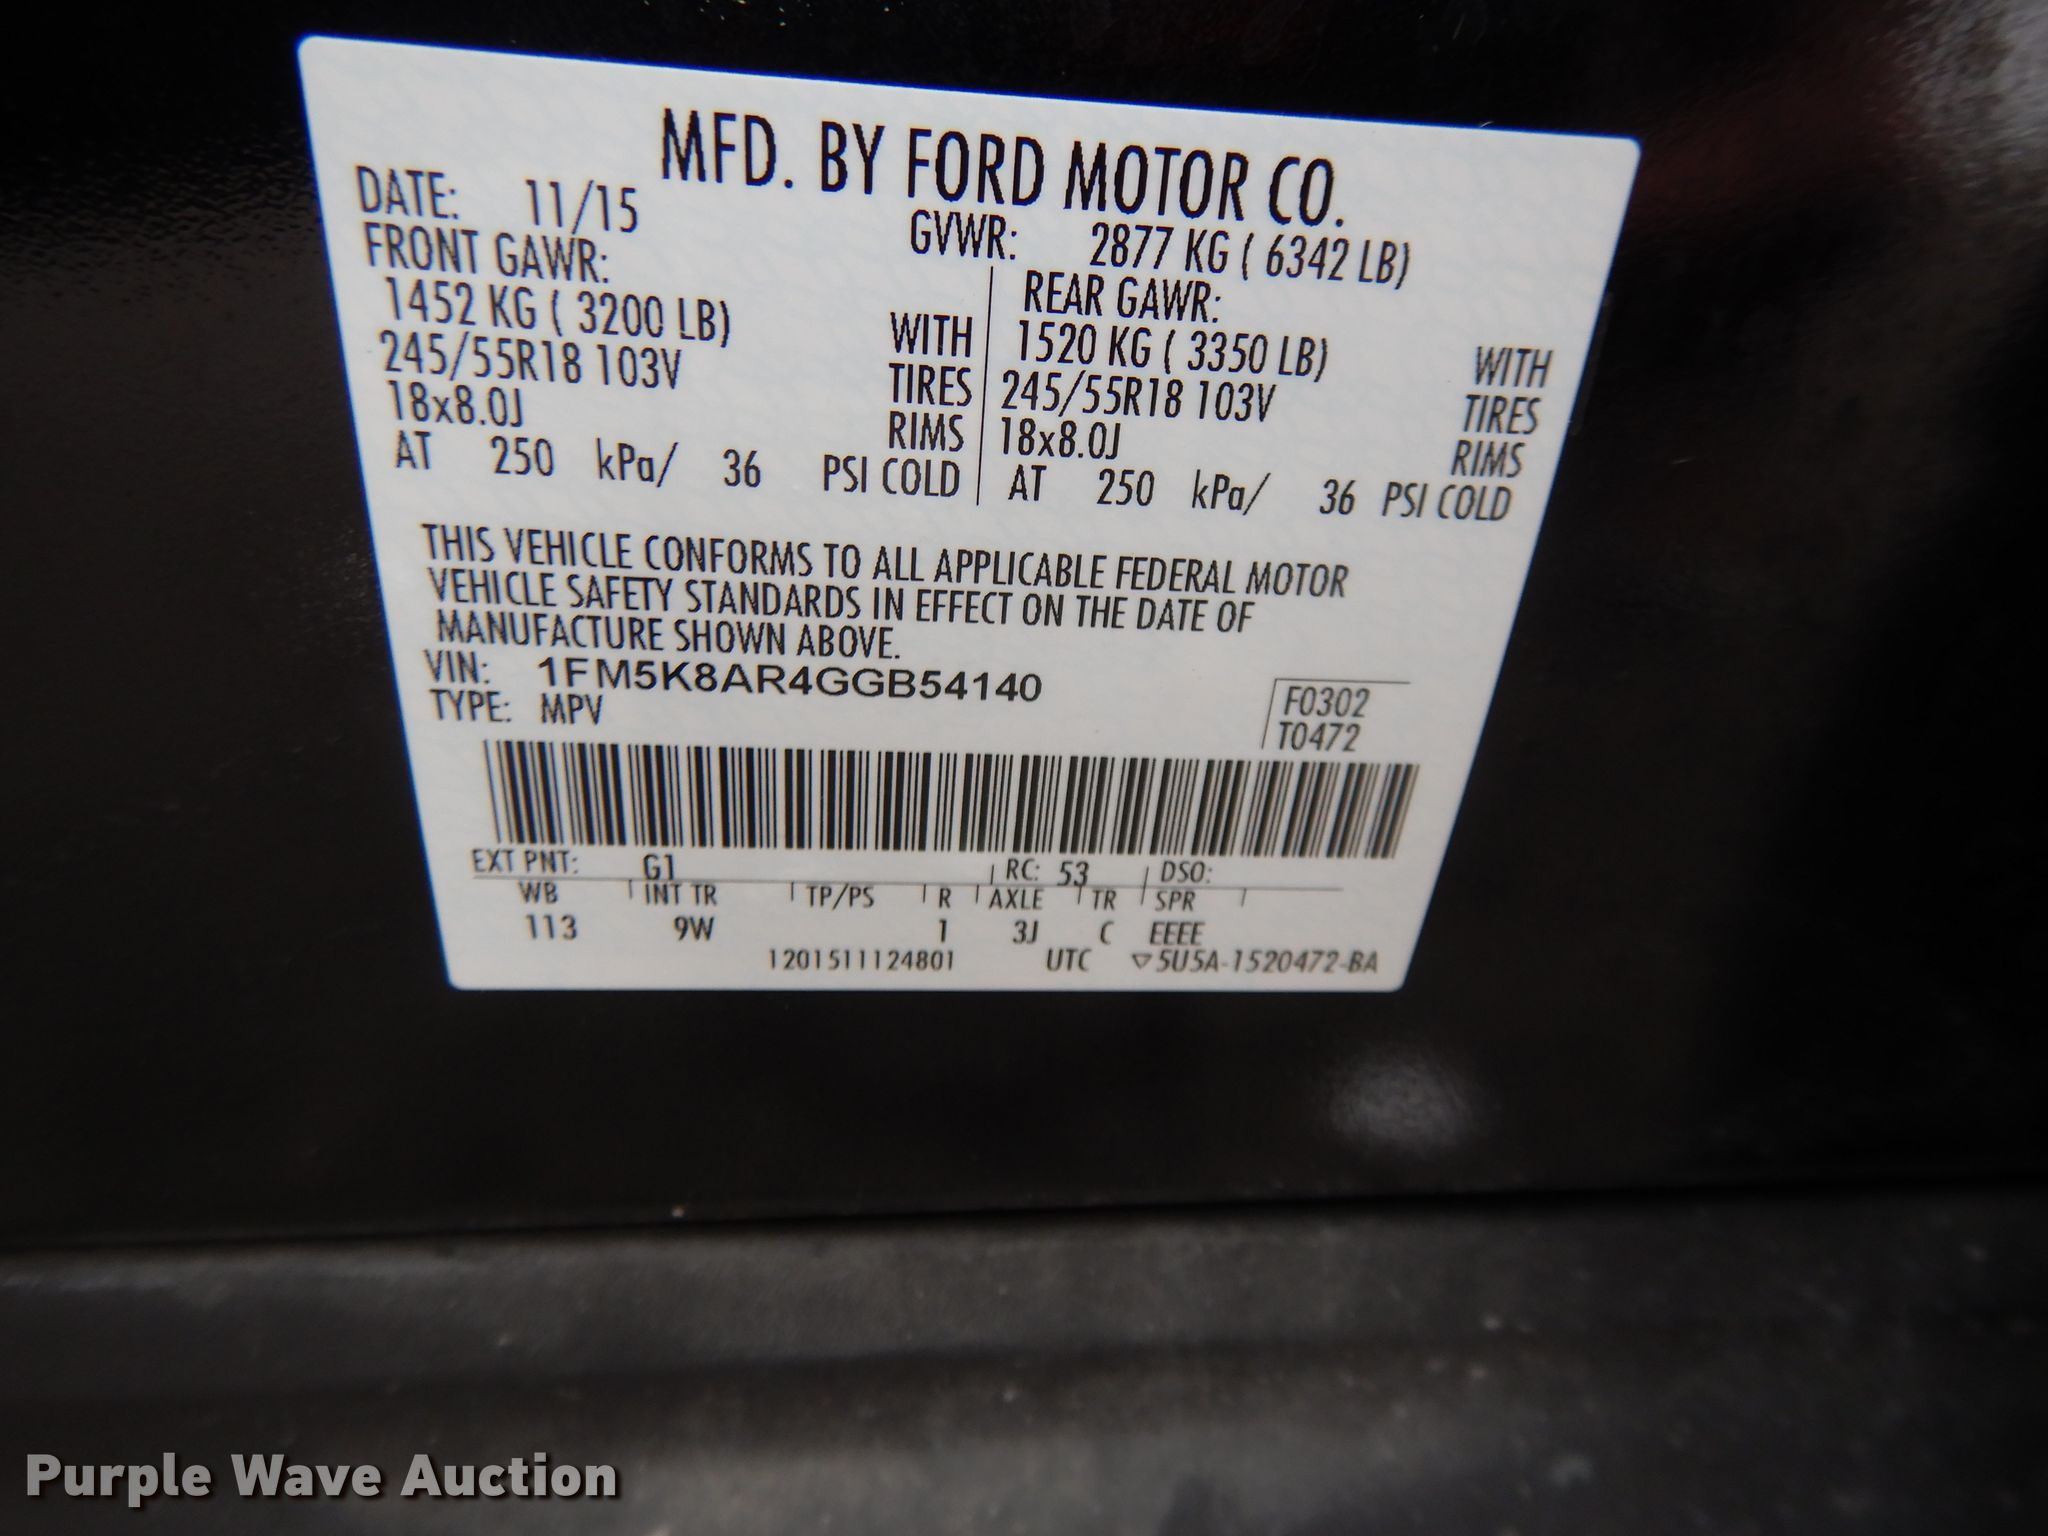 MFD. BY FORD MOTOR CO.
DATE: 11/15 GVWR: 2877 KG ( 6342 LB)
FRONT GAWR: REAR GAWR:
1452 KG ( 3200 LB) WITH 1520 KG ( 3350 LB) WITH
245/55R18 103V TIRES 245/55R18 103V TIRES
18x8.0J RIMS 18x8.0J RIMS
AT 250 kPa/ 36 PSI COLD AT 250 kPa/ 36 PSI COLD
THIS VEHICLE CONFORMS TO ALL APPLICABLE FEDERAL MOTOR
VEHICLE SAFETY STANDARDS IN EFFECT ON THE DATE OF
MANUFACTURE SHOWN ABOVE.
VIN: 1FM5K8AR4GGB54140
TYPE: MPV
F0302
T0472
EXT PNT: G1 RC: 53 DSO:
WB INT TR TP/PS R AXLE TR SPR
113 9W 1 3J C EEEE
1201511124801 UTC ▽5U5A-1520472-BA
Purple Wave Auction